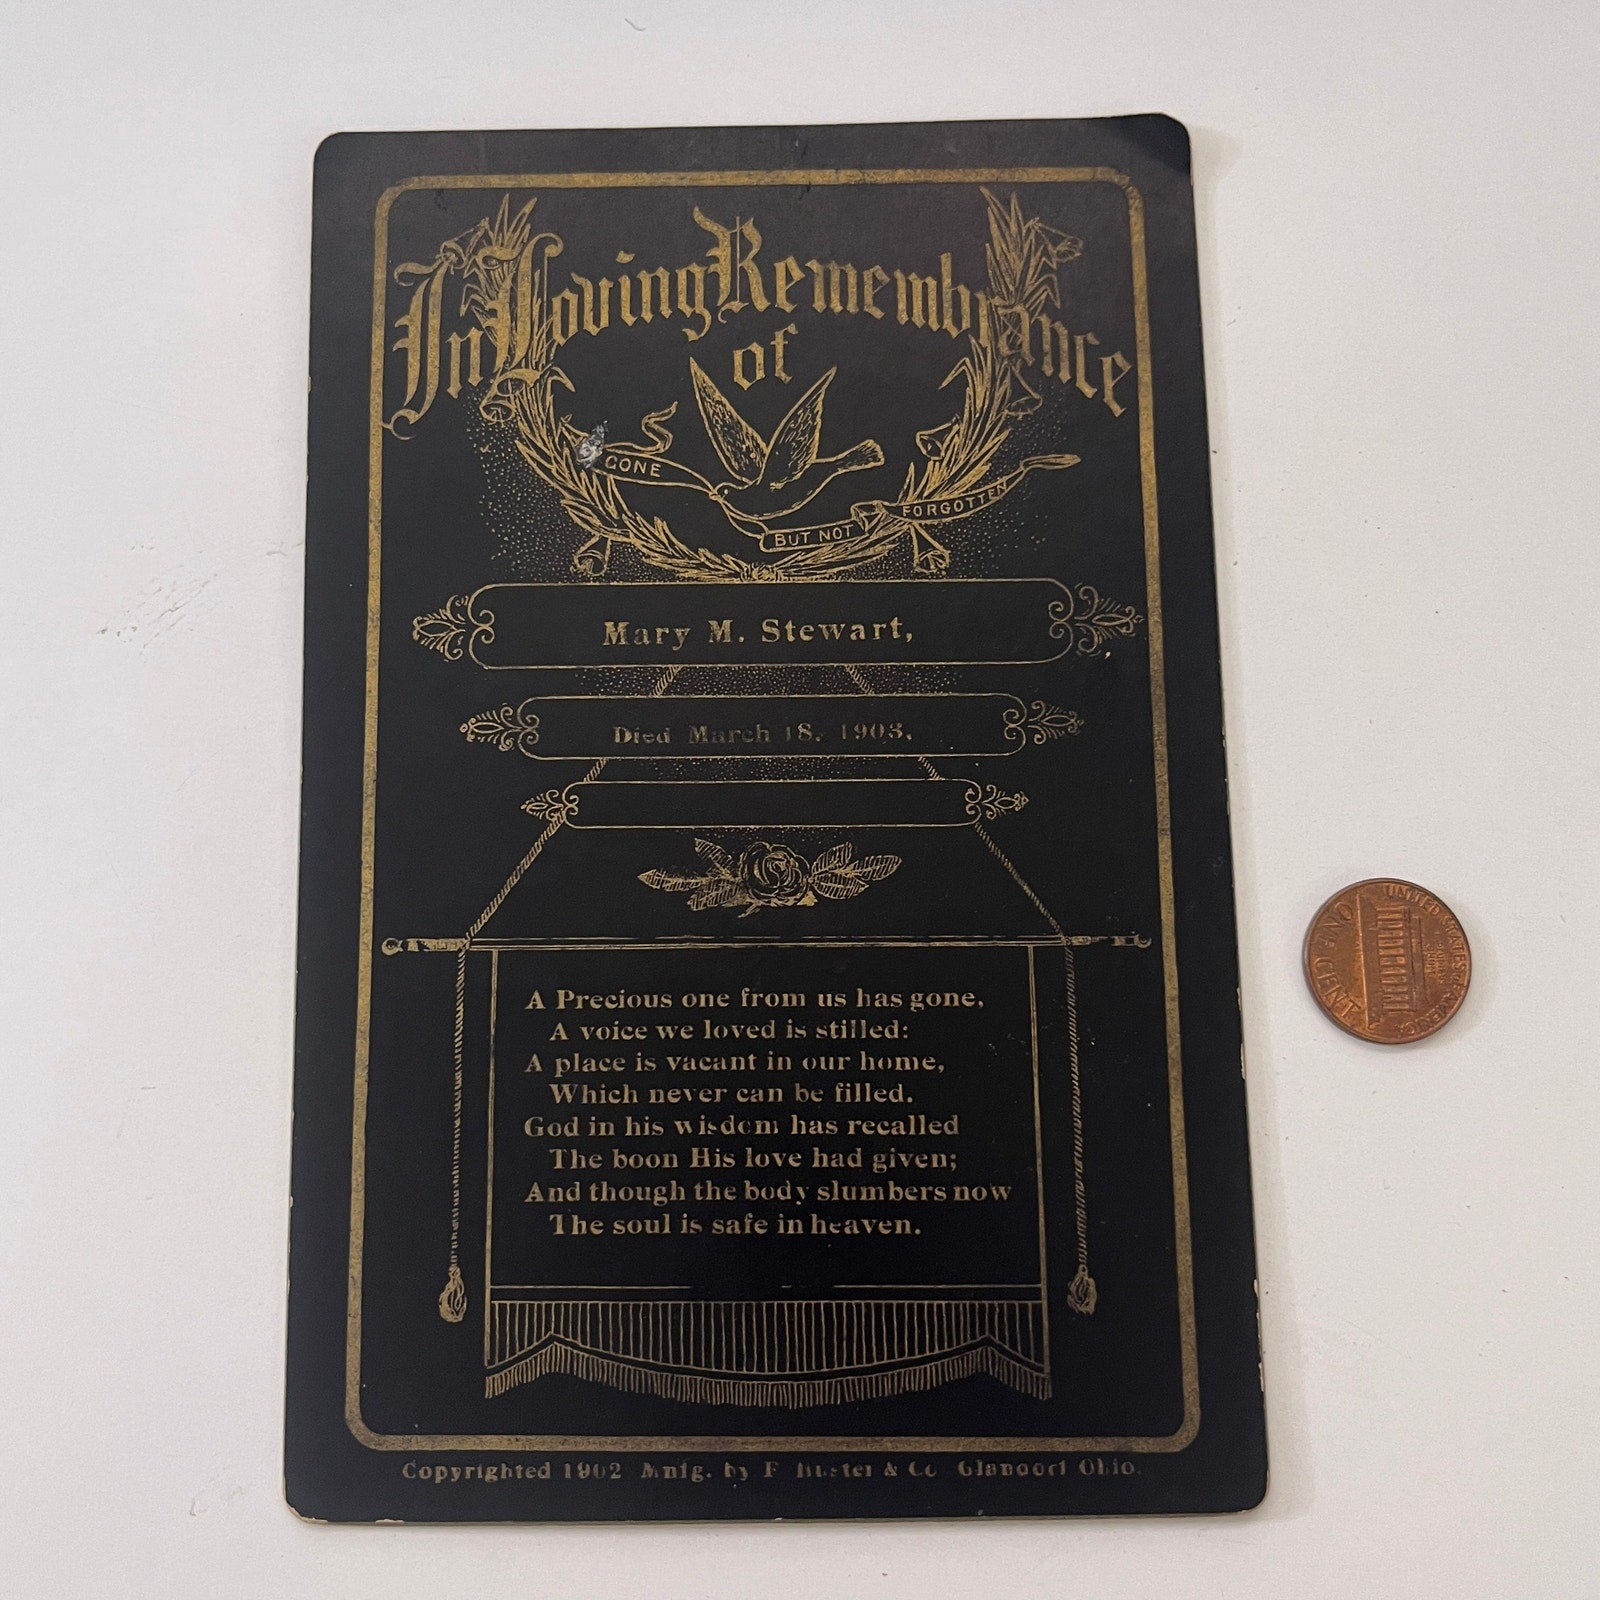 In Loving Remembrance
of
GONE
BUT NOT
FORGOTTEN
Mary M. Stewart,
Died March 18, 1903.
A Precious one from us has gone,
A voice we loved is stilled:
A place is vacant in our home,
Which never can be filled.
God in his wisdom has recalled
The boon His love had given;
And though the body slumbers now
The soul is safe in heaven.
Copyrighted 1902 Mnfg. by F & Co Glandorf Ohio.
UNITED STATES OF AMERICA
ONE CENT